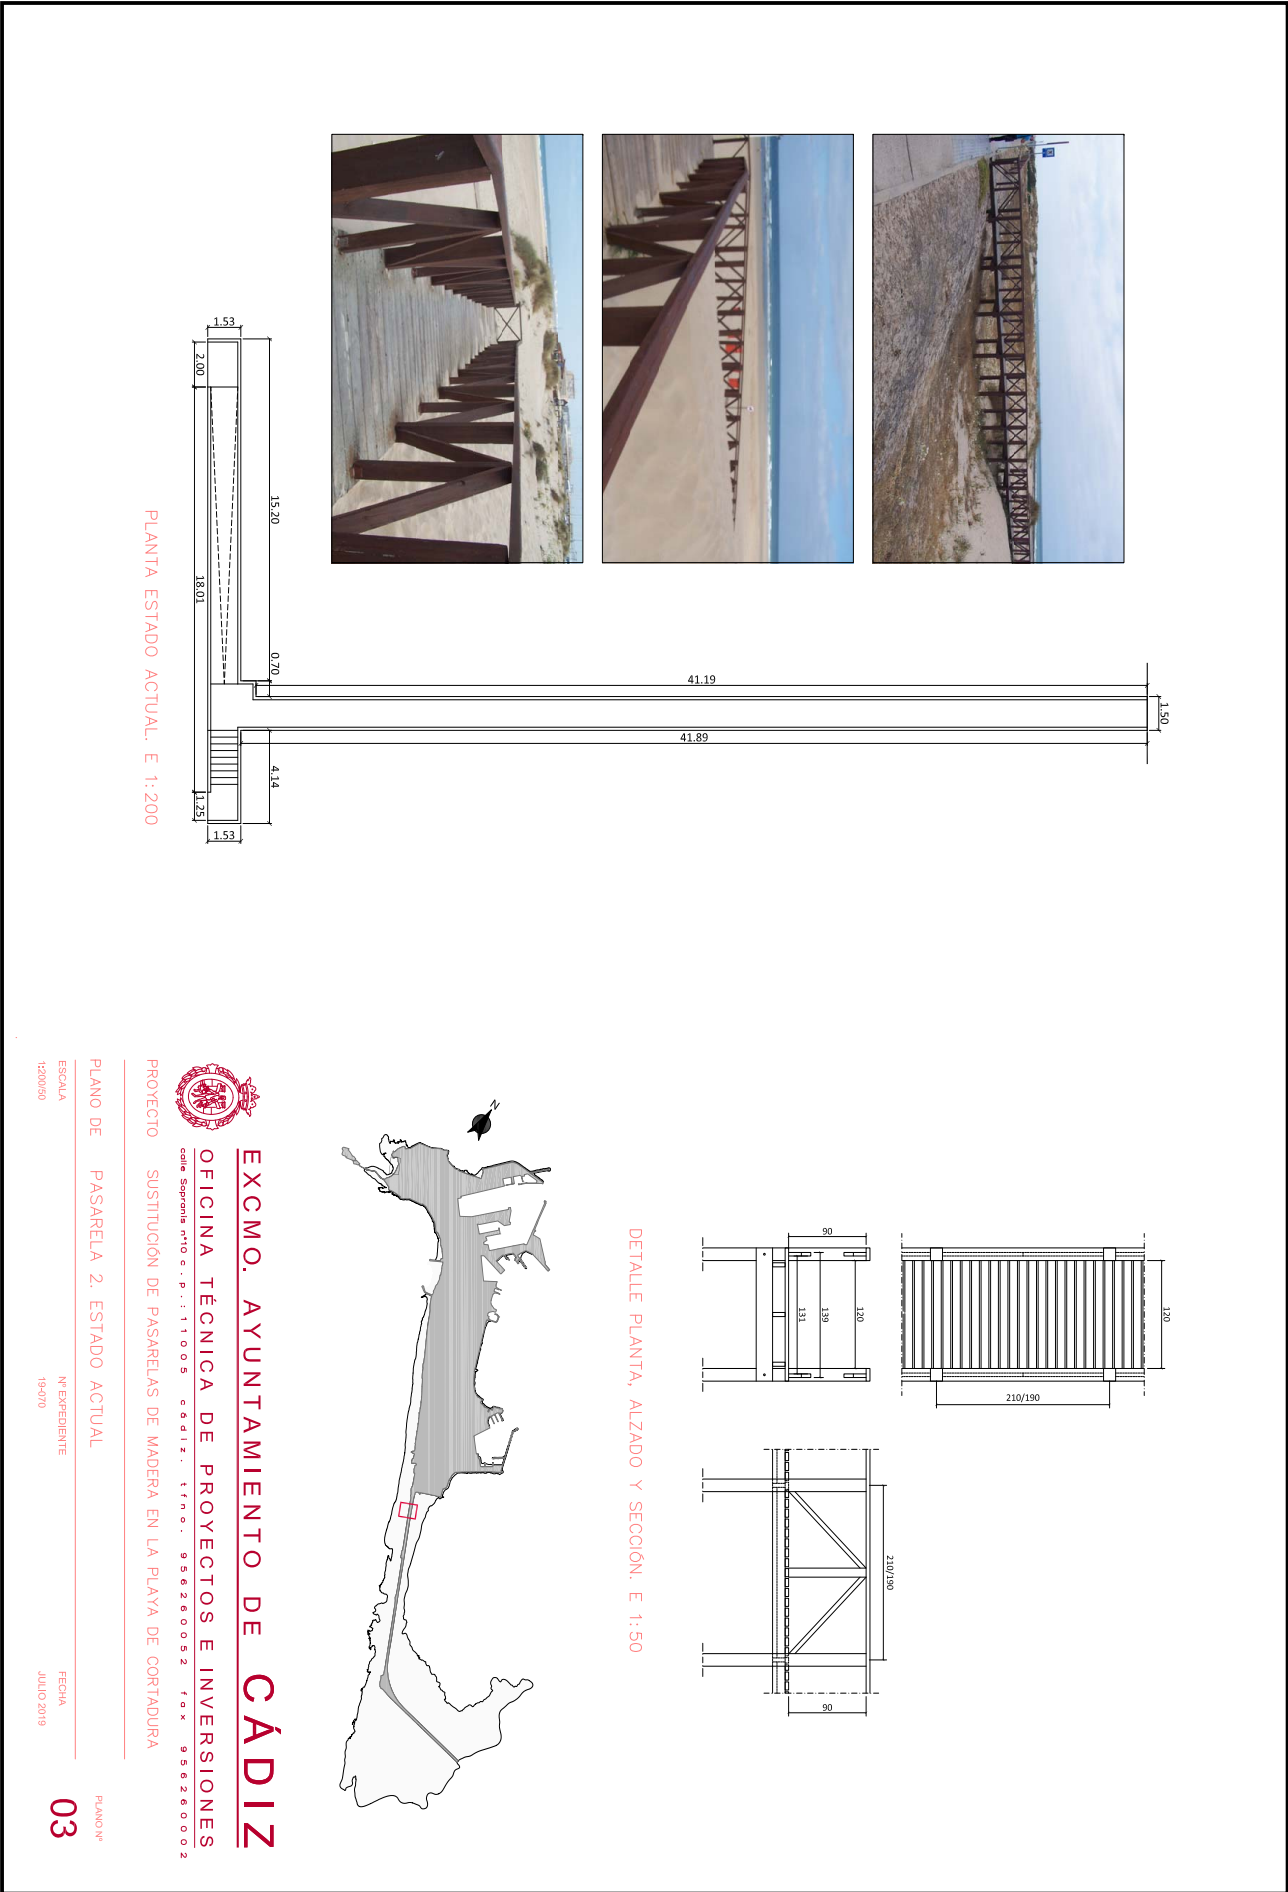 1.53
2.00
15.20
18.01
0.70
41.19
1.50
41.89
4.14
1.25
1.53
PLANTA ESTADO ACTUAL. E 1:200
120
210/190
90
120
139
131
210/190
90
DETALLE PLANTA, ALZADO Y SECCIÓN. E 1:50
N
EXCMO. AYUNTAMIENTO DE CÁDIZ
OFICINA TÉCNICA DE PROYECTOS E INVERSIONES
calle Sopranis nº10 c.p.:11005 cádiz. tfno. 956260052 fax 956260002
PROYECTO SUSTITUCIÓN DE PASARELAS DE MADERA EN LA PLAYA DE CORTADURA
PLANO DE PASARELA 2. ESTADO ACTUAL
PLANO Nº
03
ESCALA
1:200/50
Nº EXPEDIENTE
19-070
FECHA
JULIO 2019